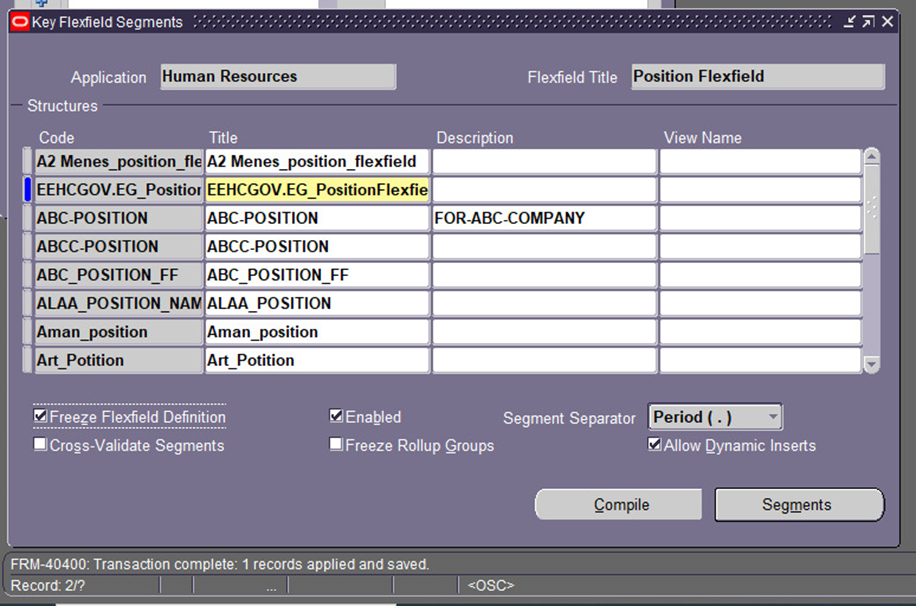 Key Flexfield Segments
Application Human Resources Flexfield Title Position Flexfield
Structures
Code Title Description View Name
A2 Menes_position_fle A2 Menes_position_flexfield
EEHCGOV.EG_Position EEHCGOV.EG_PositionFlexfie
ABC-POSITION ABC-POSITION FOR-ABC-COMPANY
ABCC-POSITION ABCC-POSITION
ABC_POSITION_FF ABC_POSITION_FF
ALAA_POSITION_NAM ALAA_POSITION
Aman_position Aman_position
Art_Potition Art_Potition
Freeze Flexfield Definition Enabled Segment Separator Period ( . )
Cross-Validate Segments Freeze Rollup Groups Allow Dynamic Inserts
Compile Segments
FRM-40400: Transaction complete: 1 records applied and saved.
Record: 2/? ... <OSC>